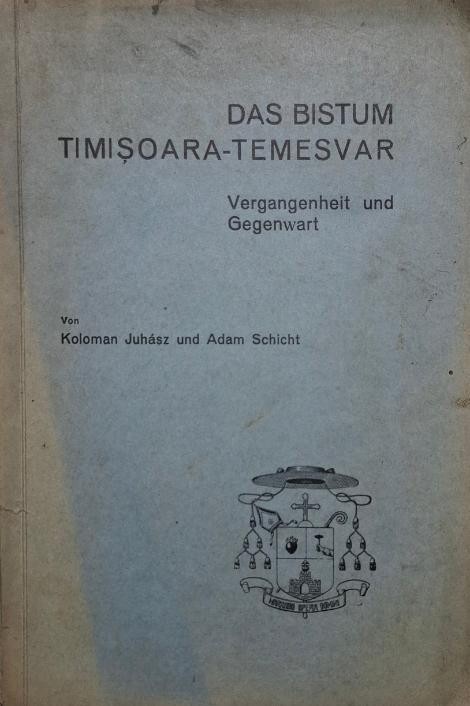 DAS BISTUM
TIMIȘOARA-TEMESVAR
Vergangenheit und
Gegenwart
Von
Koloman Juhász und Adam Schicht